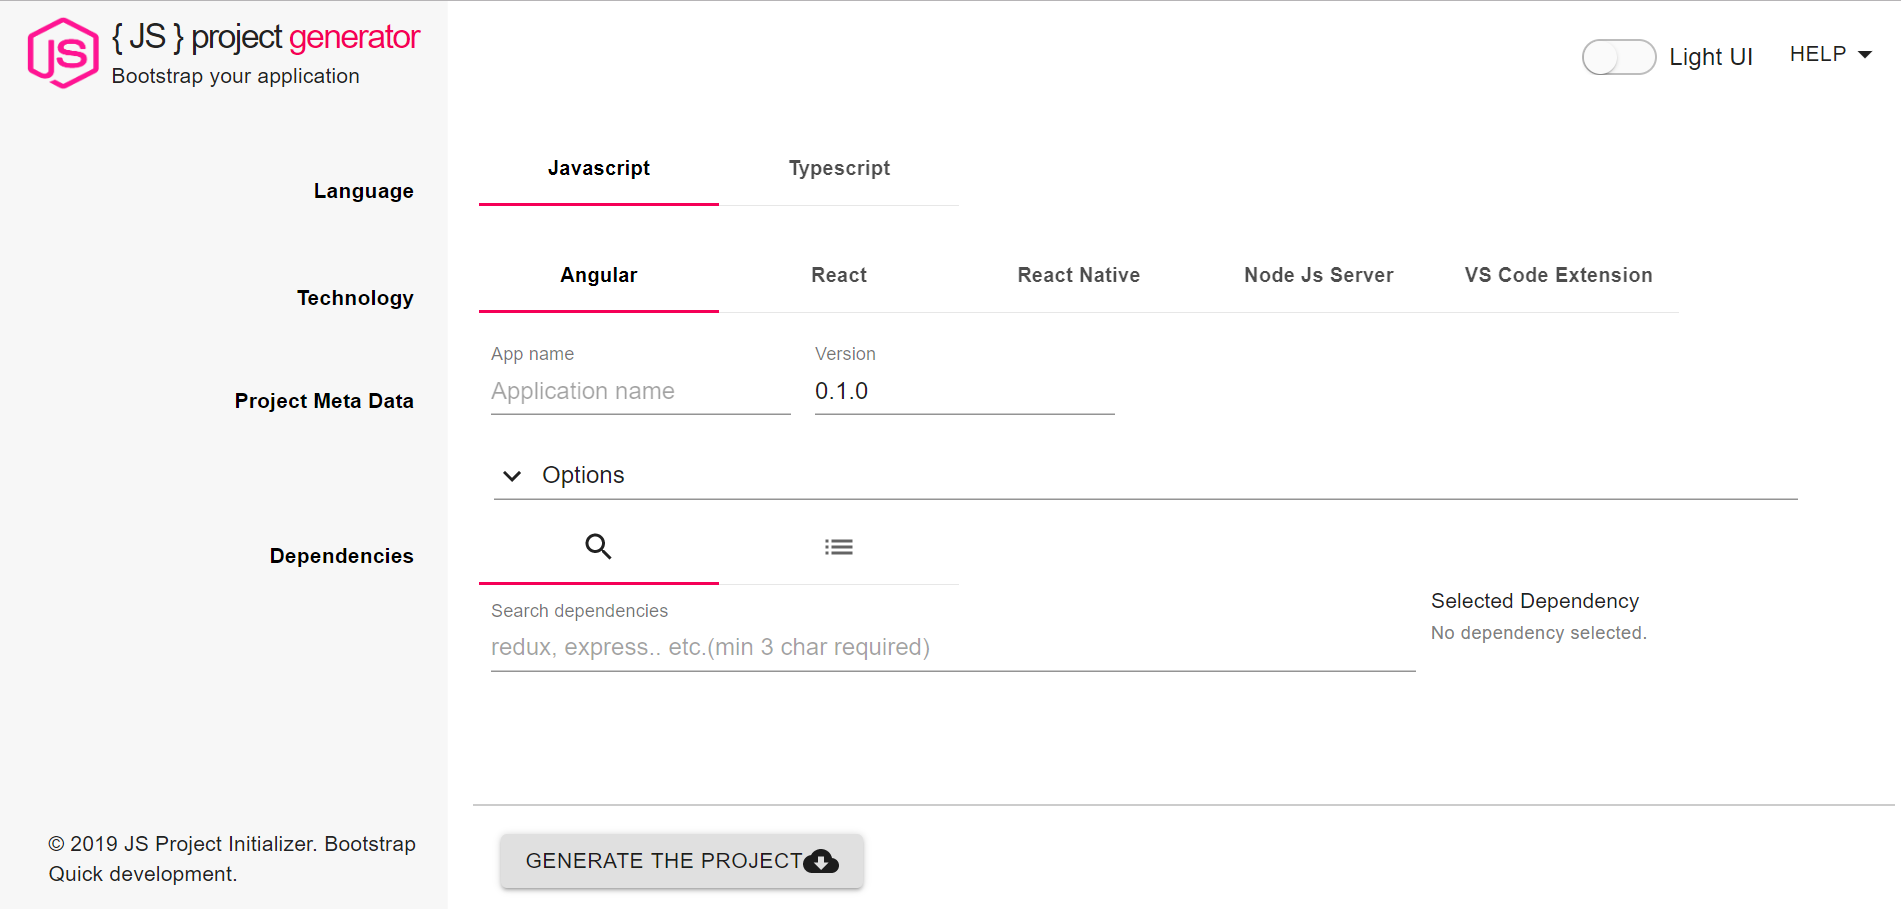 JS
{ JS } project generator
Bootstrap your application
Light UI
HELP
Language
Javascript
Typescript
Technology
Angular
React
React Native
Node Js Server
VS Code Extension
Project Meta Data
App name
Application name
Version
0.1.0
Options
Dependencies
Search dependencies
redux, express.. etc.(min 3 char required)
Selected Dependency
No dependency selected.
© 2019 JS Project Initializer. Bootstrap
Quick development.
GENERATE THE PROJECT